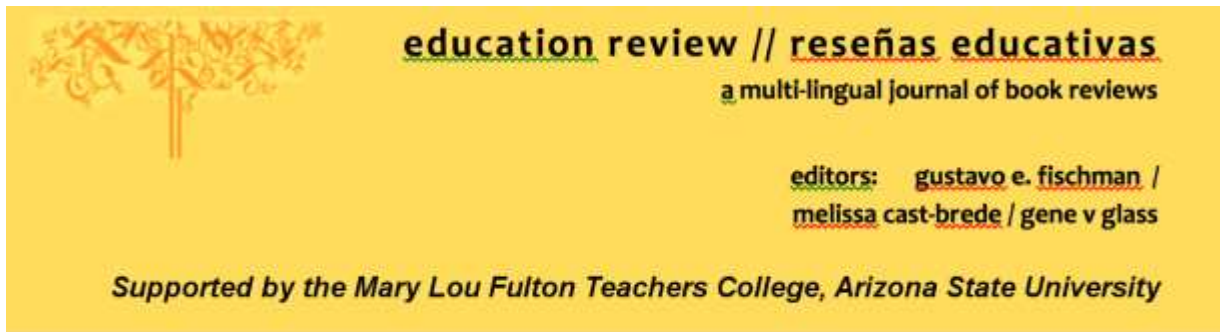 education review // reseñas educativas
a multi-lingual journal of book reviews
editors: gustavo e. fischman /
melissa cast-brede / gene v glass
Supported by the Mary Lou Fulton Teachers College, Arizona State University